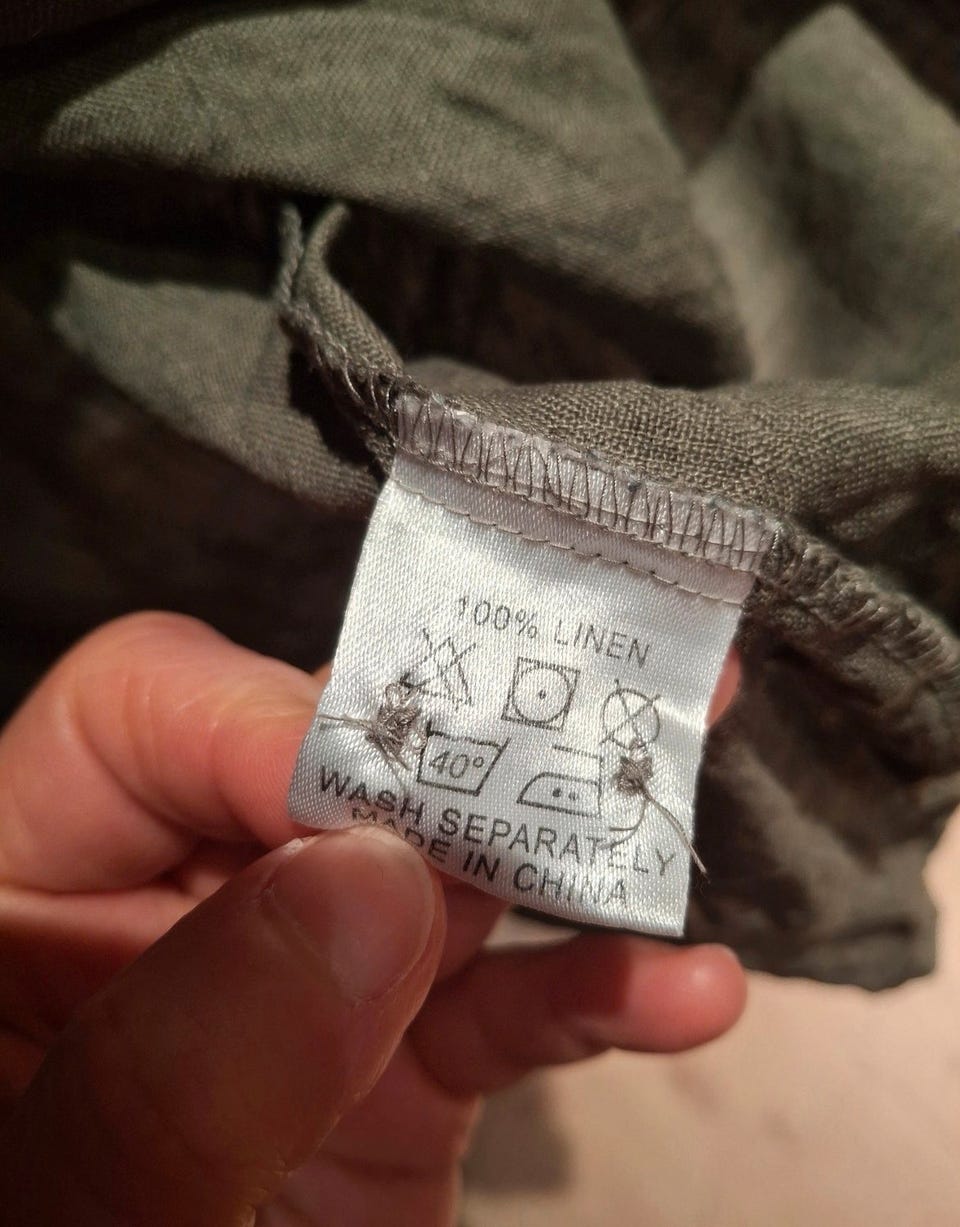 100% LINEN
40°
WASH SEPARATELY
MADE IN CHINA